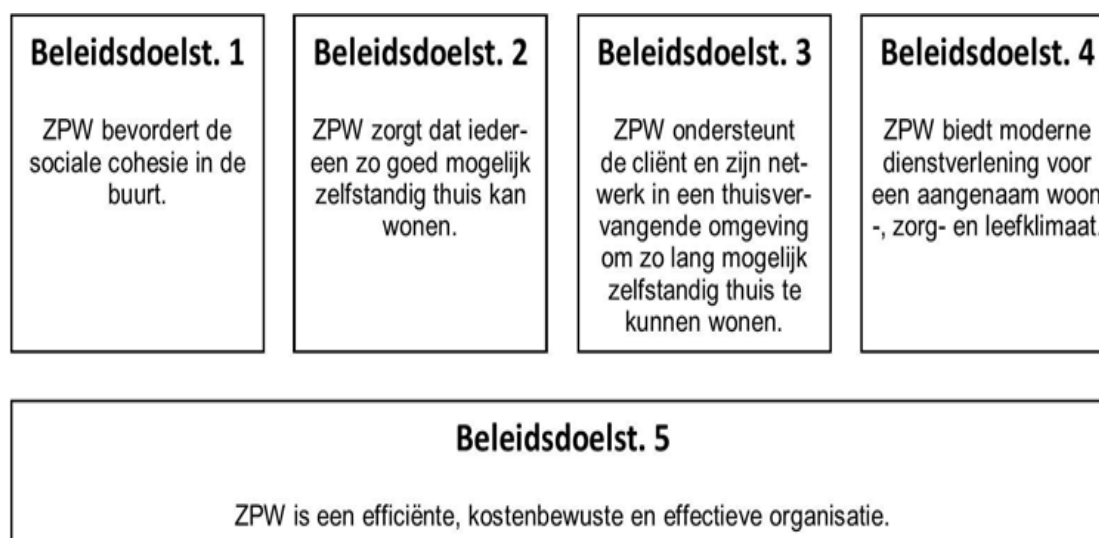 Beleidsdoelst. 1
ZPW bevordert de
sociale cohesie in de
buurt.
Beleidsdoelst. 2
ZPW zorgt dat ieder-
een zo goed mogelijk
zelfstandig thuis kan
wonen.
Beleidsdoelst. 3
ZPW ondersteunt
de cliënt en zijn net-
werk in een thuisver-
vangende omgeving
om zo lang mogelijk
zelfstandig thuis te
kunnen wonen.
Beleidsdoelst. 4
ZPW biedt moderne
dienstverlening voor
een aangenaam woon
-, zorg- en leefklimaat.
Beleidsdoelst. 5
ZPW is een efficiënte, kostenbewuste en effectieve organisatie.